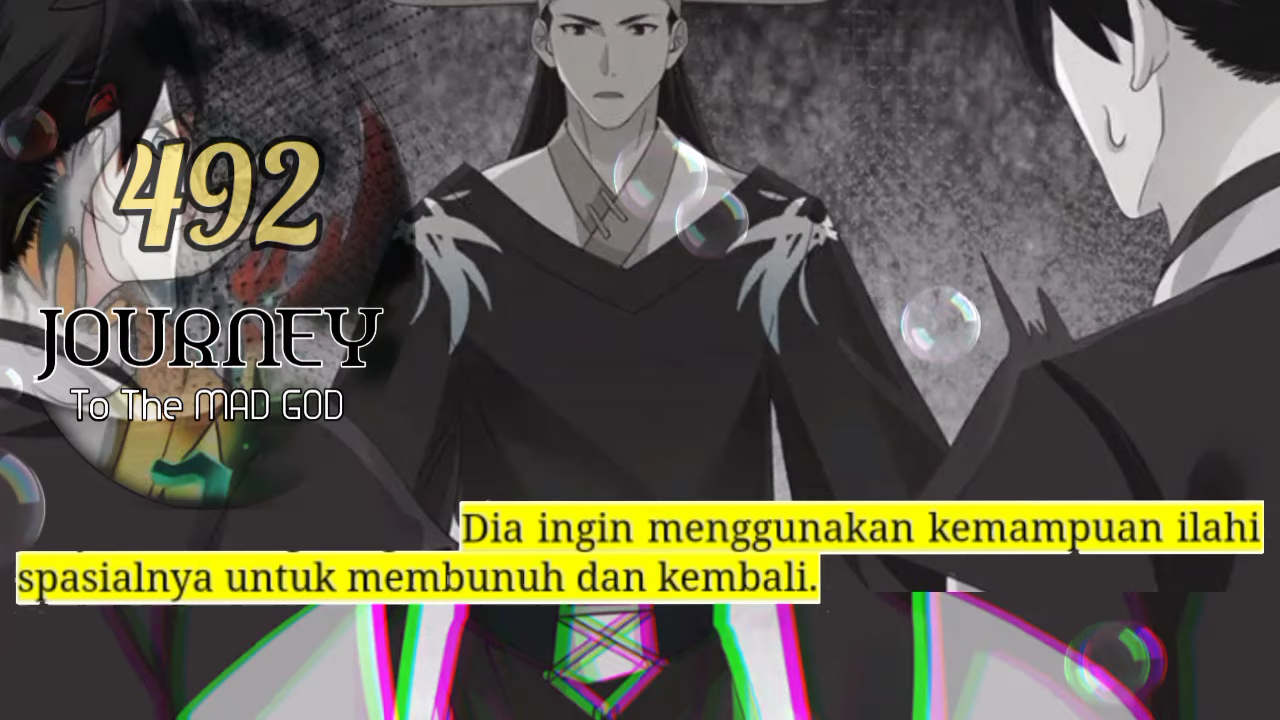 492
JOURNEY
To The MAD GOD
Dia ingin menggunakan kemampuan ilahi
spasialnya untuk membunuh dan kembali.